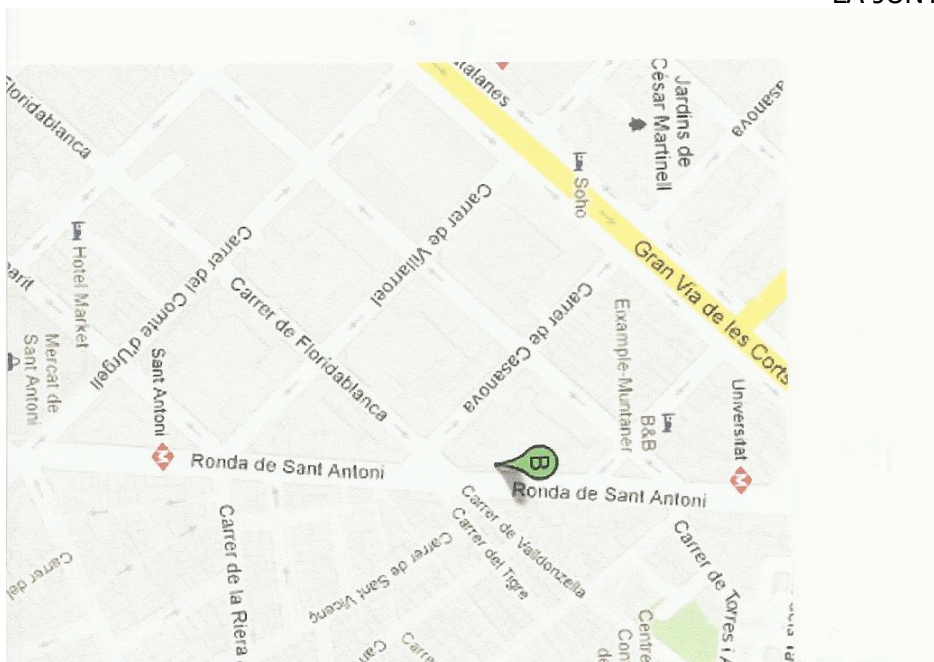 Floridablanca
Catalanes
Jardins de
César Martinell
Casanova
Soho
Gran Via de les Corts
Carrer de Villarroel
Carrer del Comte d'Urgell
Hotel Market
Carrer de Floridablanca
Carrer de Casanova
Eixample-Muntaner
B&B
Universitat
Mercat de
Sant Antoni
Sant Antoni
Ronda de Sant Antoni
B
Ronda de Sant Antoni
Carrer de Valldonzella
Carrer del Tigre
Carrer de Sant Vicenç
Carrer de la Riera
Carrer de Torres i A
Carrer del
Centre